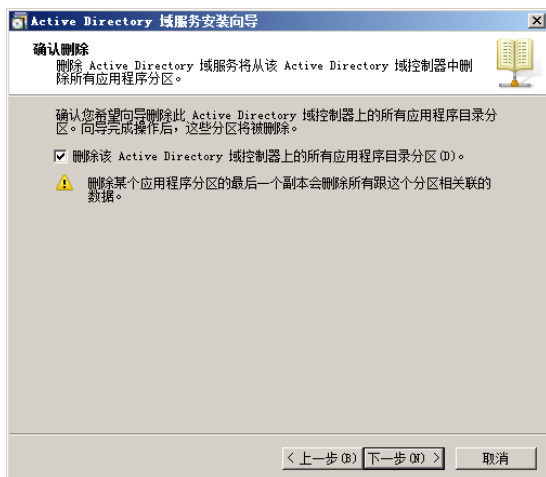 Active Directory 域服务安装向导
确认删除
删除 Active Directory 域服务将从该 Active Directory 域控制器中删
除所有应用程序分区。
确认您希望向导删除此 Active Directory 域控制器上的所有应用程序目录分
区。向导完成操作后，这些分区将被删除。
删除该 Active Directory 域控制器上的所有应用程序目录分区(D)。
删除某个应用程序分区的最后一个副本会删除所有跟这个分区相关联的
数据。
< 上一步(B) 下一步(N) > 取消